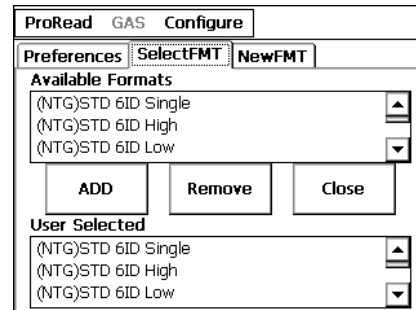 ProRead GAS Configure
Preferences SelectFMT NewFMT
Available Formats
(NTG)STD 6ID Single
(NTG)STD 6ID High
(NTG)STD 6ID Low
ADD Remove Close
User Selected
(NTG)STD 6ID Single
(NTG)STD 6ID High
(NTG)STD 6ID Low